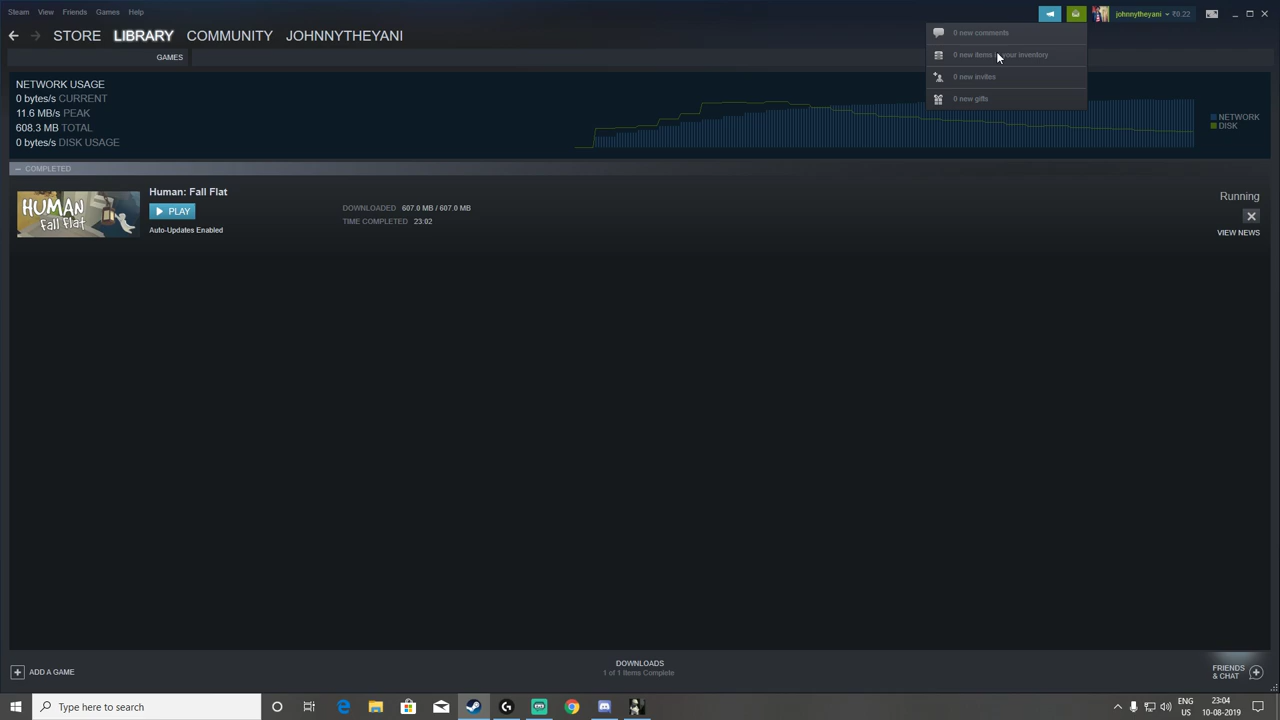 Steam View Friends Games Help
johnnytheyani ₹0.22
STORE LIBRARY COMMUNITY JOHNNYTHEYANI
0 new comments
0 new items in your inventory
0 new invites
0 new gifts
GAMES
NETWORK USAGE
0 bytes/s CURRENT
11.6 MB/s PEAK
608.3 MB TOTAL
0 bytes/s DISK USAGE
NETWORK
DISK
COMPLETED
HUMAN
fall flat
Human: Fall Flat
PLAY
Auto-Updates Enabled
DOWNLOADED 607.0 MB / 607.0 MB
TIME COMPLETED 23:02
Running
VIEW NEWS
ADD A GAME
DOWNLOADS
1 of 1 Items Complete
FRIENDS
& CHAT
Type here to search
ENG
US
23:04
10-08-2019